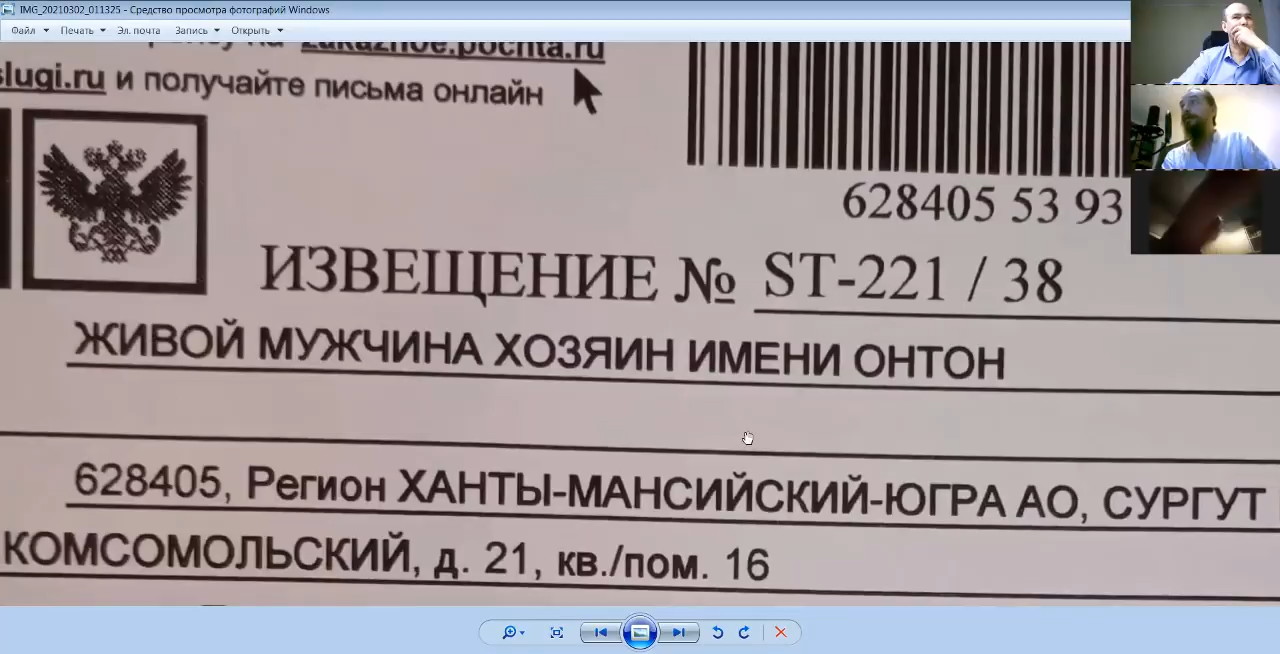 IMG_20210302_011325 - Средство просмотра фотографий Windows
Файл Печать Эл. почта Запись Открыть
zakaznoe.pochta.ru
slugi.ru и получайте письма онлайн
628405 53 93
ИЗВЕЩЕНИЕ № ST-221 / 38
ЖИВОЙ МУЖЧИНА ХОЗЯИН ИМЕНИ ОНТОН
628405, Регион ХАНТЫ-МАНСИЙСКИЙ-ЮГРА АО, СУРГУТ
КОМСОМОЛЬСКИЙ, д. 21, кв./пом. 16